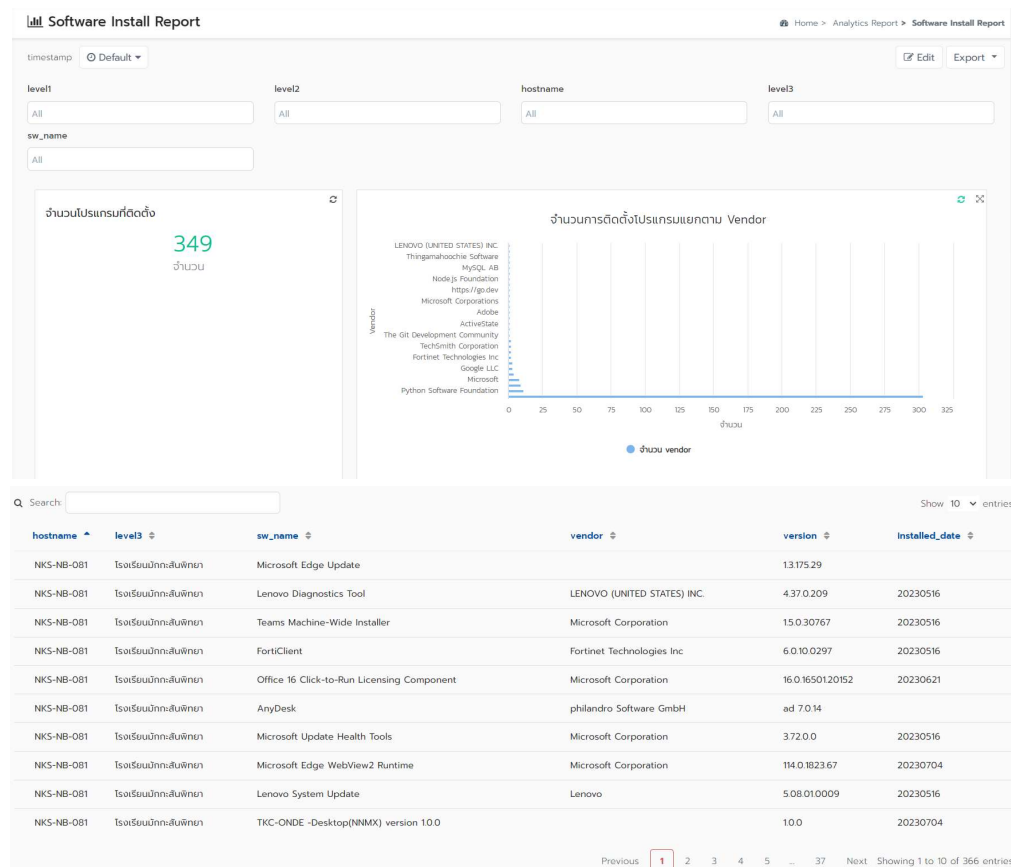 Software Install Report
Home > Analytics Report > Software Install Report
timestamp Default
Edit Export
level1 level2 hostname level3
All All All All
sw_name
All
จำนวนโปรแกรมที่ติดตั้ง
349
จำนวน
จำนวนการติดตั้งโปรแกรมแยกตาม Vendor
Vendor
LENOVO (UNITED STATES) INC.
Thingamahoochie Software
MySQL AB
Node.js Foundation
https://go.dev
Microsoft Corporations
Adobe
ActiveState
The Git Development Community
TechSmith Corporation
Fortinet Technologies Inc
Google LLC
Microsoft
Python Software Foundation
0 25 50 75 100 125 150 175 200 225 250 275 300 325
จำนวน
จำนวน vendor
Search: Show 10 entries
hostname level3 sw_name vendor version installed_date
NKS-NB-081 โรงเรียนมักกะสันพิทยา Microsoft Edge Update 1.3.175.29
NKS-NB-081 โรงเรียนมักกะสันพิทยา Lenovo Diagnostics Tool LENOVO (UNITED STATES) INC. 4.37.0.209 20230516
NKS-NB-081 โรงเรียนมักกะสันพิทยา Teams Machine-Wide Installer Microsoft Corporation 1.5.0.30767 20230516
NKS-NB-081 โรงเรียนมักกะสันพิทยา FortiClient Fortinet Technologies Inc 6.0.10.0297 20230516
NKS-NB-081 โรงเรียนมักกะสันพิทยา Office 16 Click-to-Run Licensing Component Microsoft Corporation 16.0.16501.20152 20230621
NKS-NB-081 โรงเรียนมักกะสันพิทยา AnyDesk philandro Software GmbH ad 7.0.14
NKS-NB-081 โรงเรียนมักกะสันพิทยา Microsoft Update Health Tools Microsoft Corporation 3.72.0.0 20230516
NKS-NB-081 โรงเรียนมักกะสันพิทยา Microsoft Edge WebView2 Runtime Microsoft Corporation 114.0.1823.67 20230704
NKS-NB-081 โรงเรียนมักกะสันพิทยา Lenovo System Update Lenovo 5.08.01.0009 20230516
NKS-NB-081 โรงเรียนมักกะสันพิทยา TKC-ONDE -Desktop(NNMX) version 1.0.0 1.0.0 20230704
Previous 1 2 3 4 5 ... 37 Next Showing 1 to 10 of 366 entries